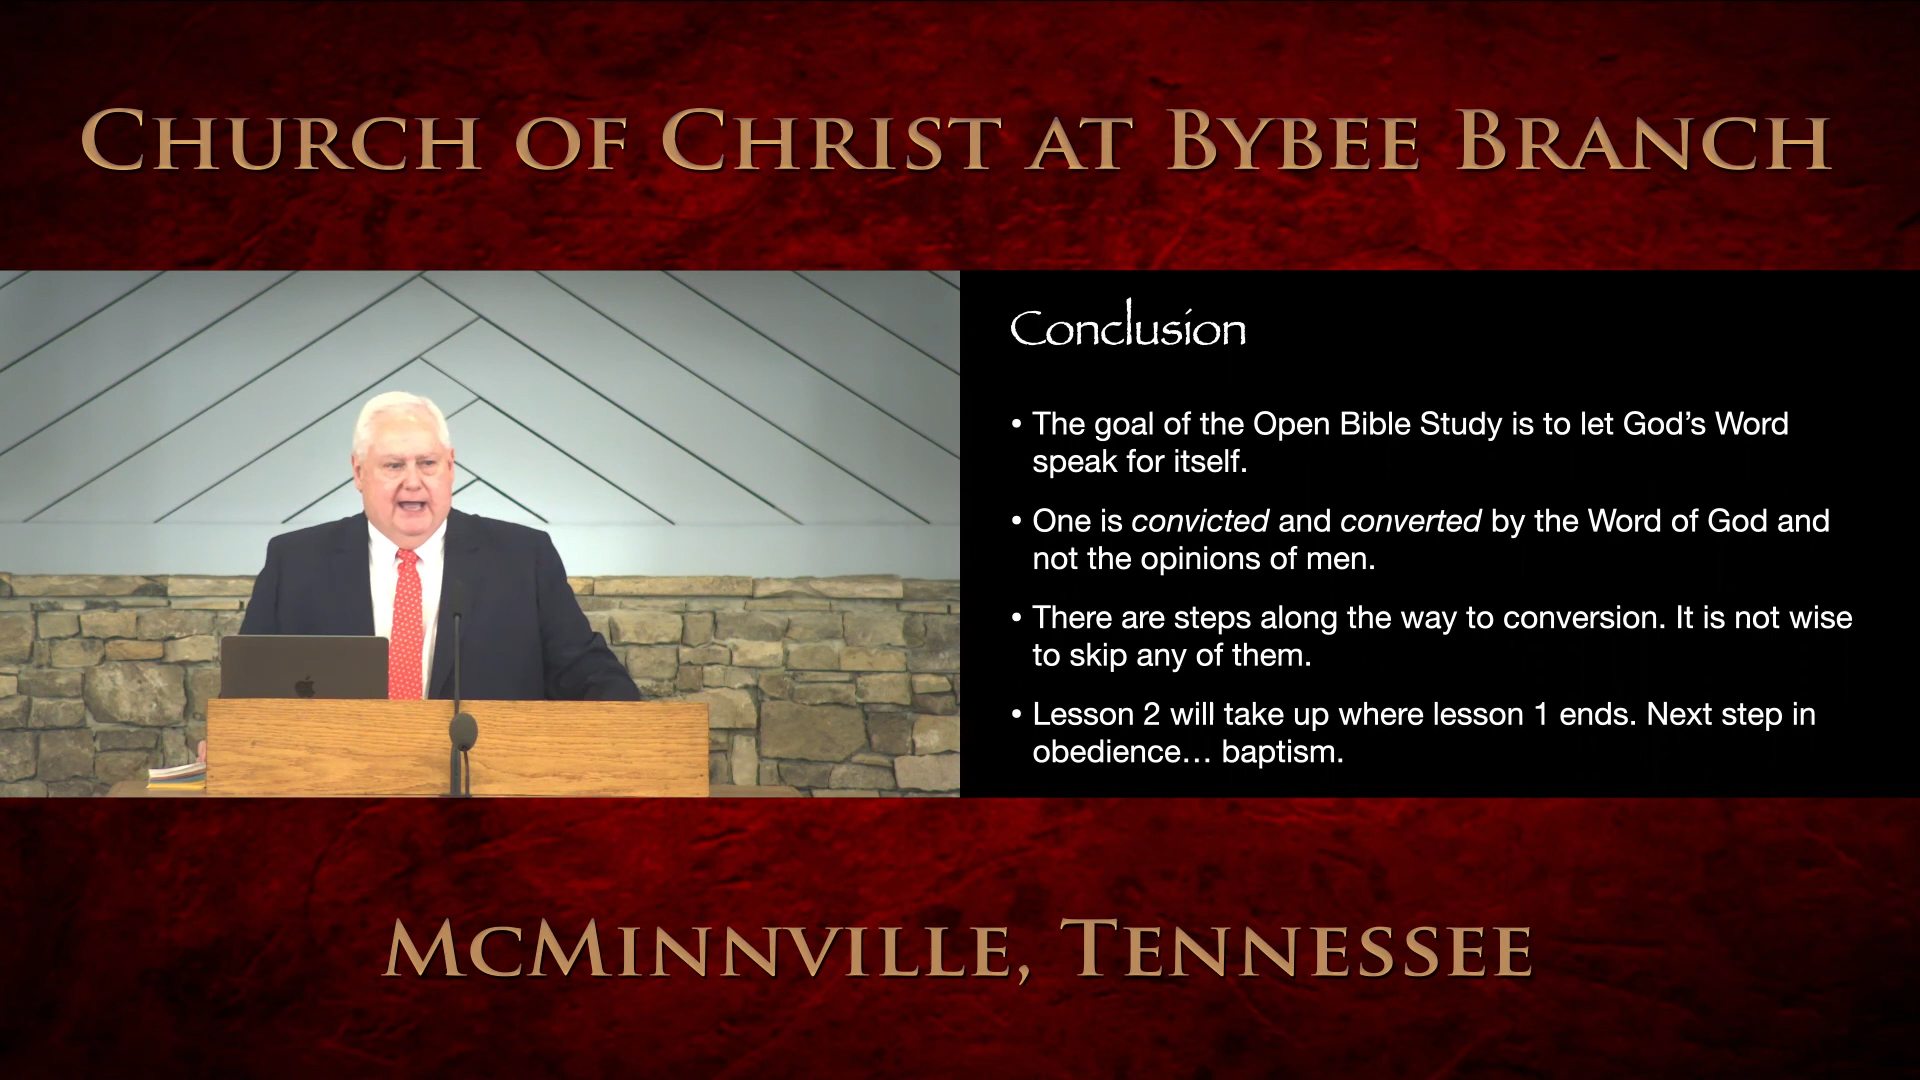 Church of Christ at Bybee Branch
Conclusion
• The goal of the Open Bible Study is to let God’s Word
speak for itself.
• One is convicted and converted by the Word of God and
not the opinions of men.
• There are steps along the way to conversion. It is not wise
to skip any of them.
• Lesson 2 will take up where lesson 1 ends. Next step in
obedience… baptism.
McMinnville, Tennessee